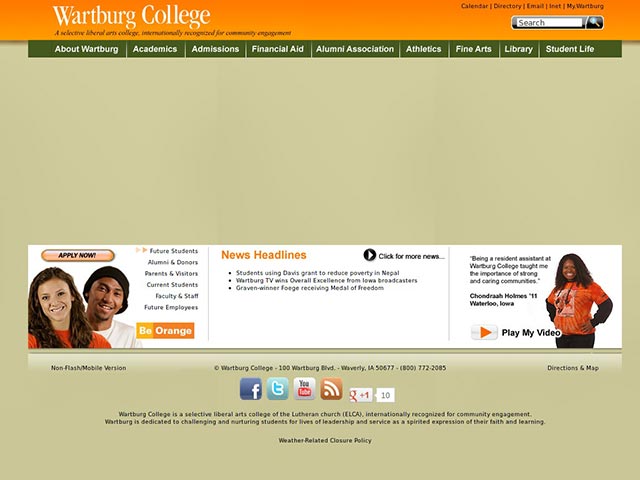 Wartburg College
A selective liberal arts college, internationally recognized for community engagement
Calendar | Directory | Email | Inet | My.Wartburg
Search
About Wartburg Academics Admissions Financial Aid Alumni Association Athletics Fine Arts Library Student Life
APPLY NOW!
Future Students
Alumni & Donors
Parents & Visitors
Current Students
Faculty & Staff
Future Employees
Be Orange
News Headlines
Click for more news...
Students using Davis grant to reduce poverty in Nepal
Wartburg TV wins Overall Excellence from Iowa broadcasters
Graven-winner Foege receiving Medal of Freedom
"Being a resident assistant at
Wartburg College taught me
the importance of strong
and caring communities."
Chondraah Holmes '11
Waterloo, Iowa
Play My Video
Non-Flash/Mobile Version
© Wartburg College - 100 Wartburg Blvd. - Waverly, IA 50677 - (800) 772-2085
Directions & Map
You
Tube
g +1 10
Wartburg College is a selective liberal arts college of the Lutheran church (ELCA), internationally recognized for community engagement.
Wartburg is dedicated to challenging and nurturing students for lives of leadership and service as a spirited expression of their faith and learning.
Weather-Related Closure Policy